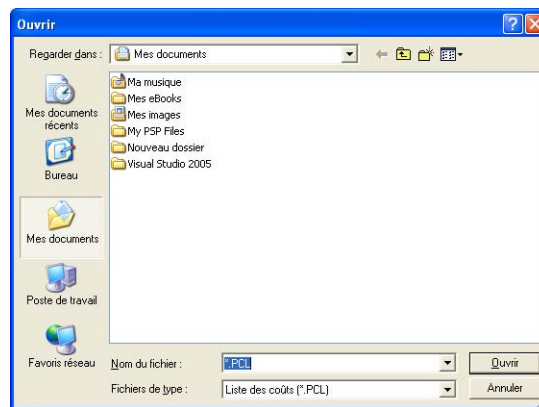 Ouvrir
Regarder dans :
Mes documents
Mes documents récents
Bureau
Mes documents
Poste de travail
Favoris réseau
Ma musique
Mes eBooks
Mes images
My PSP Files
Nouveau dossier
Visual Studio 2005
Nom du fichier :
*.PCL
Ouvrir
Fichiers de type :
Liste des coûts (*.PCL)
Annuler